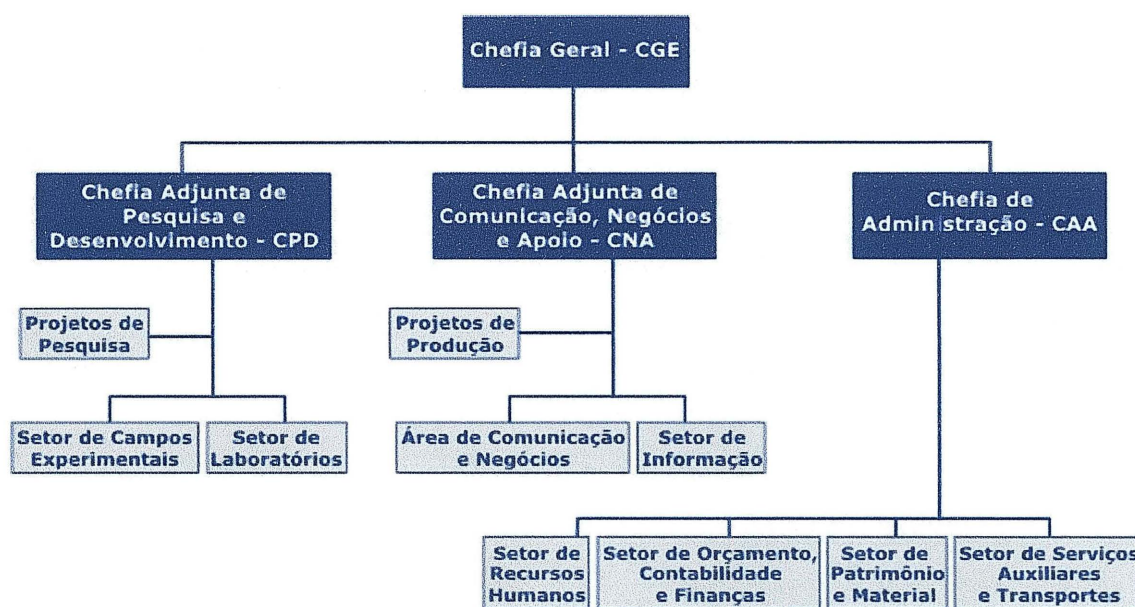 Chefia Geral - CGE
Chefia Adjunta de
Pesquisa e
Desenvolvimento - CPD
Chefia Adjunta de
Comunicação, Negócios
e Apoio - CNA
Chefia de
Administração - CAA
Projetos de
Pesquisa
Projetos de
Produção
Setor de Campos
Experimentais
Setor de
Laboratórios
Área de Comunicação
e Negócios
Setor de
Informação
Setor de
Recursos
Humanos
Setor de Orçamento,
Contabilidade
e Finanças
Setor de
Patrimônio
e Material
Setor de Serviços
Auxiliares
e Transportes